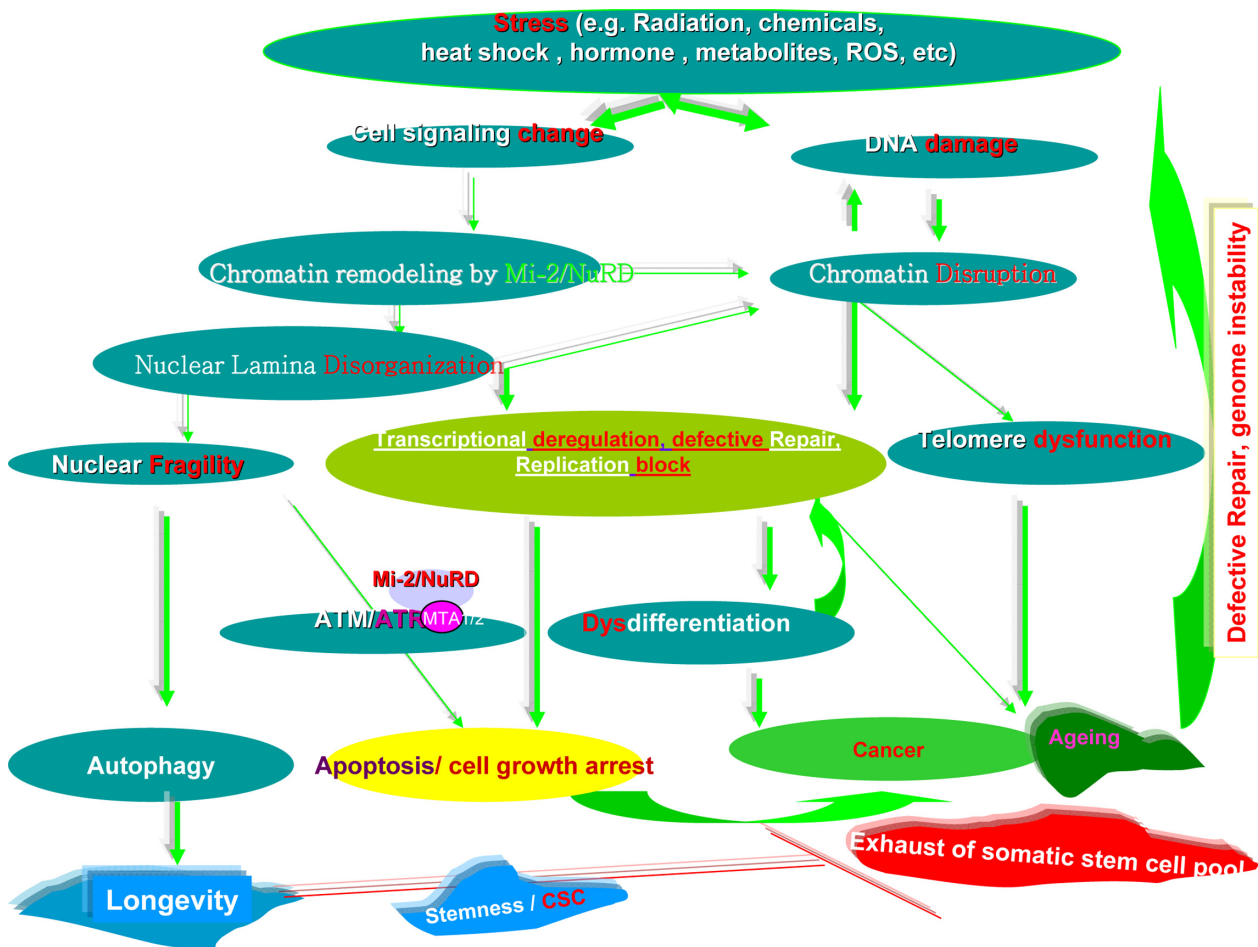 Stress (e.g. Radiation, chemicals,
heat shock , hormone , metabolites, ROS, etc)
Cell signaling change
DNA damage
Chromatin remodeling by Mi-2/NuRD
Chromatin Disruption
Nuclear Lamina Disorganization
Transcriptional deregulation, defective Repair,
Replication block
Nuclear Fragility
Telomere dysfunction
Defective Repair, genome instability
Mi-2/NuRD
ATM/ATR
MTA1/2
Dysdifferentiation
Autophagy
Apoptosis/ cell growth arrest
Cancer
Ageing
Exhaust of somatic stem cell pool
Longevity
Stemness / CSC